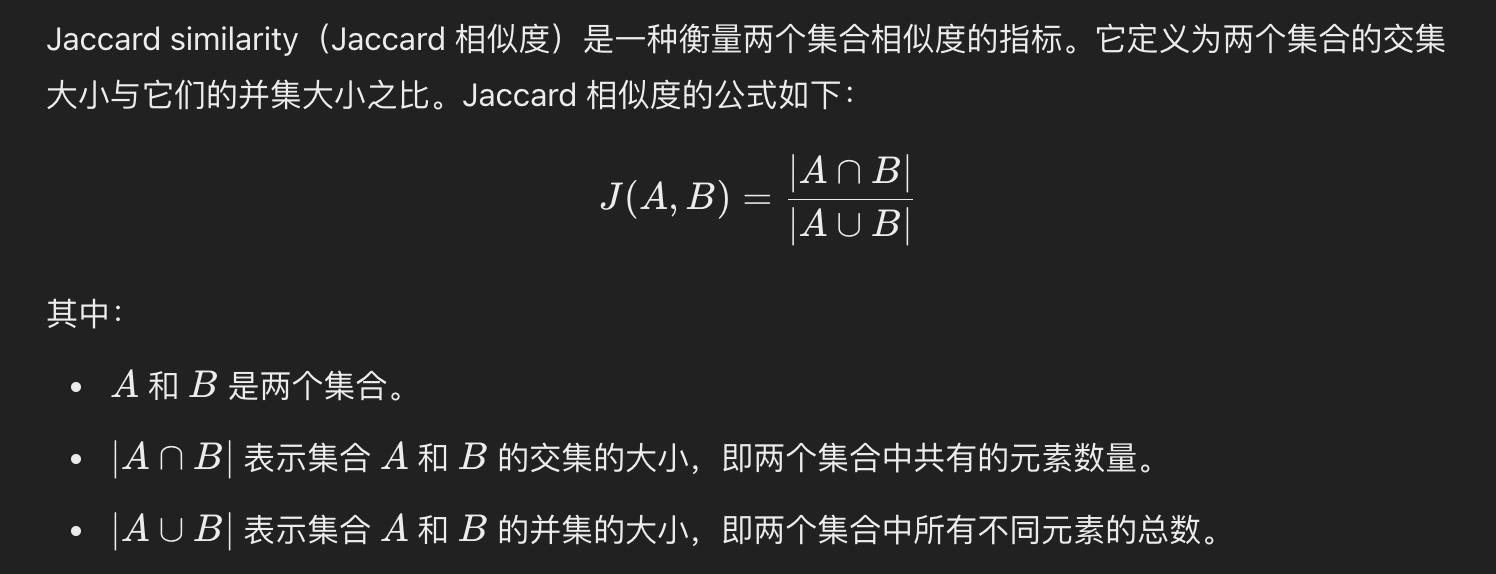 Jaccard similarity（Jaccard 相似度）是一种衡量两个集合相似度的指标。它定义为两个集合的交集
大小与它们的并集大小之比。Jaccard 相似度的公式如下：
J(A, B) = |A ∩ B| / |A ∪ B|
其中：
• A 和 B 是两个集合。
• |A ∩ B| 表示集合 A 和 B 的交集的大小，即两个集合中共有的元素数量。
• |A ∪ B| 表示集合 A 和 B 的并集的大小，即两个集合中所有不同元素的总数。